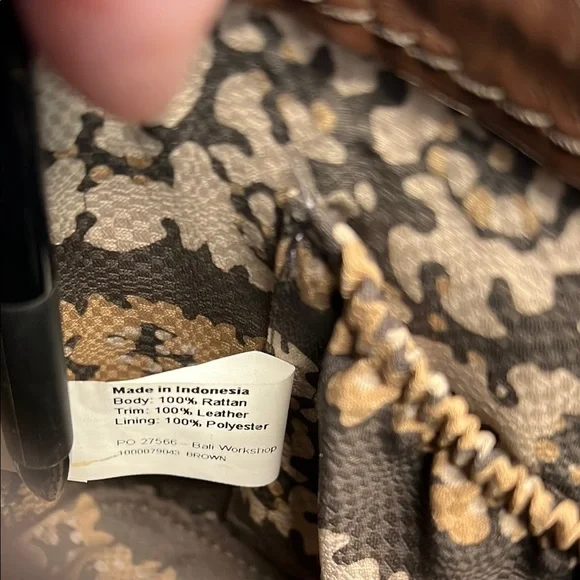 Made in Indonesia
Body: 100% Rattan
Trim: 100% Leather
Lining: 100% Polyester
PO 27566 - Bali Workshop
1000079043 BROWN